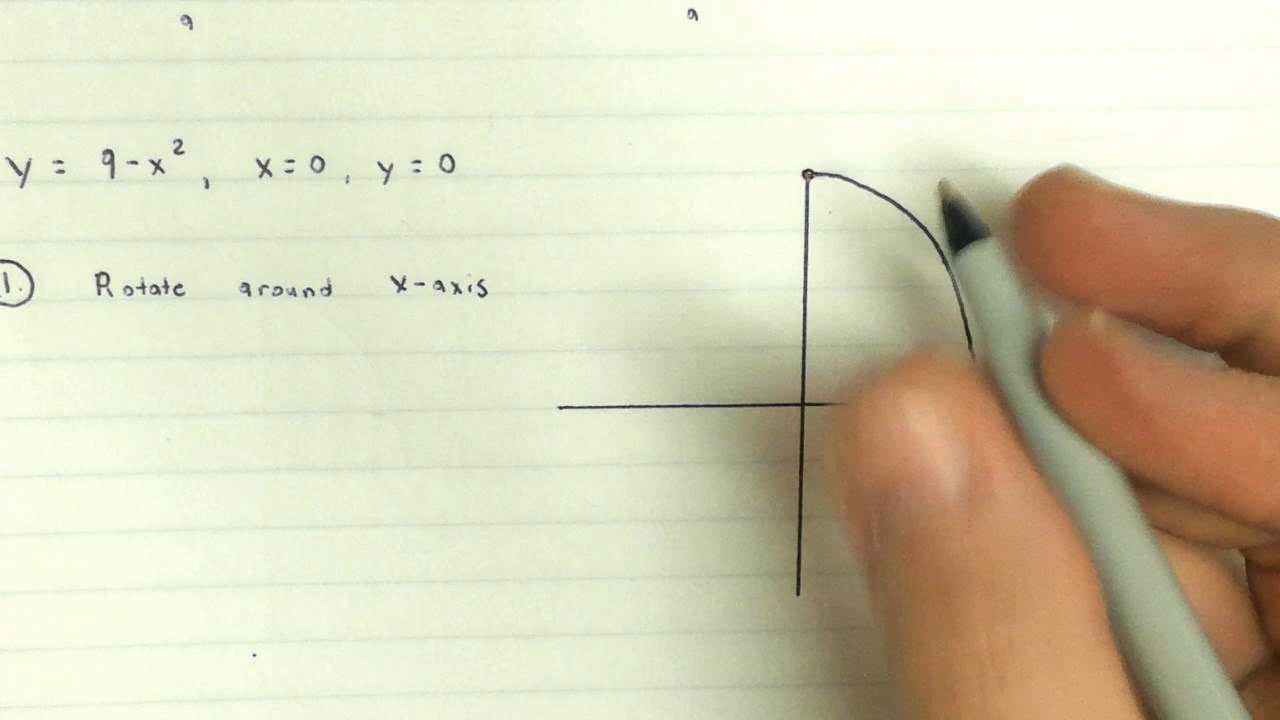 a a
y = 9-x², x=0, y=0
1. Rotate around x-axis